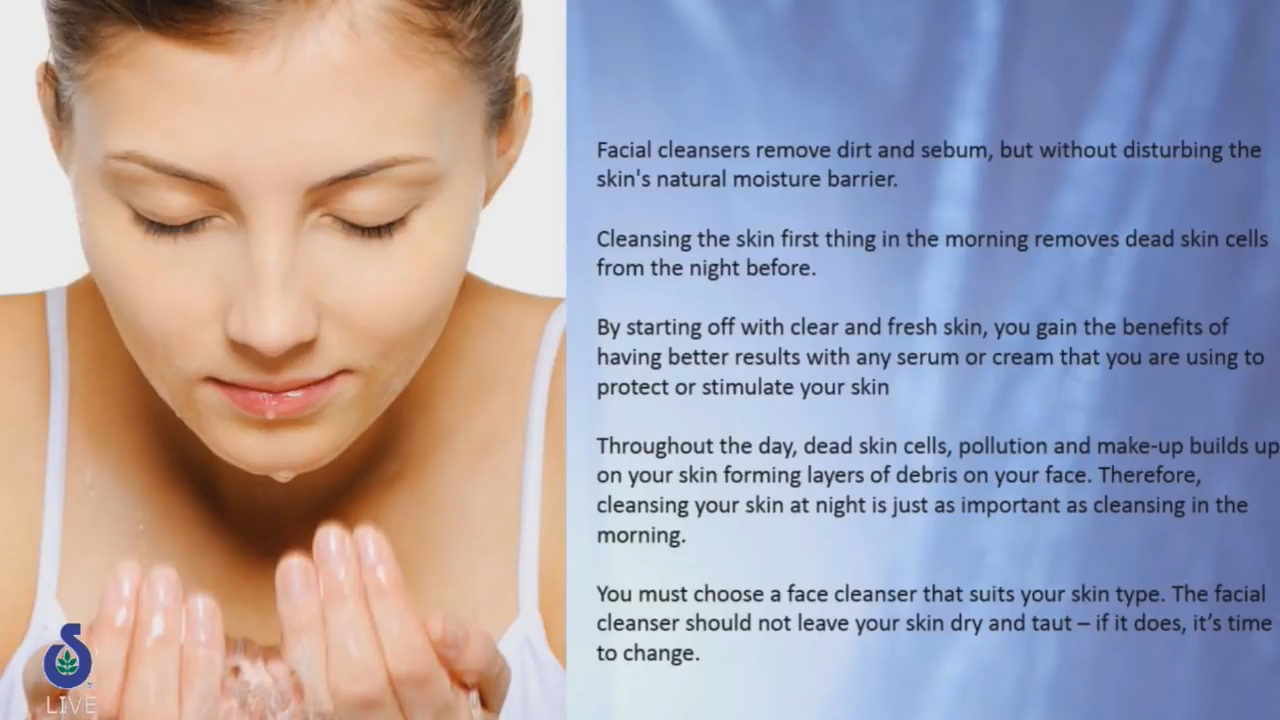 Facial cleansers remove dirt and sebum, but without disturbing the
skin's natural moisture barrier.
Cleansing the skin first thing in the morning removes dead skin cells
from the night before.
By starting off with clear and fresh skin, you gain the benefits of
having better results with any serum or cream that you are using to
protect or stimulate your skin
Throughout the day, dead skin cells, pollution and make-up builds up
on your skin forming layers of debris on your face. Therefore,
cleansing your skin at night is just as important as cleansing in the
morning.
You must choose a face cleanser that suits your skin type. The facial
cleanser should not leave your skin dry and taut – if it does, it’s time
to change.
LIVE